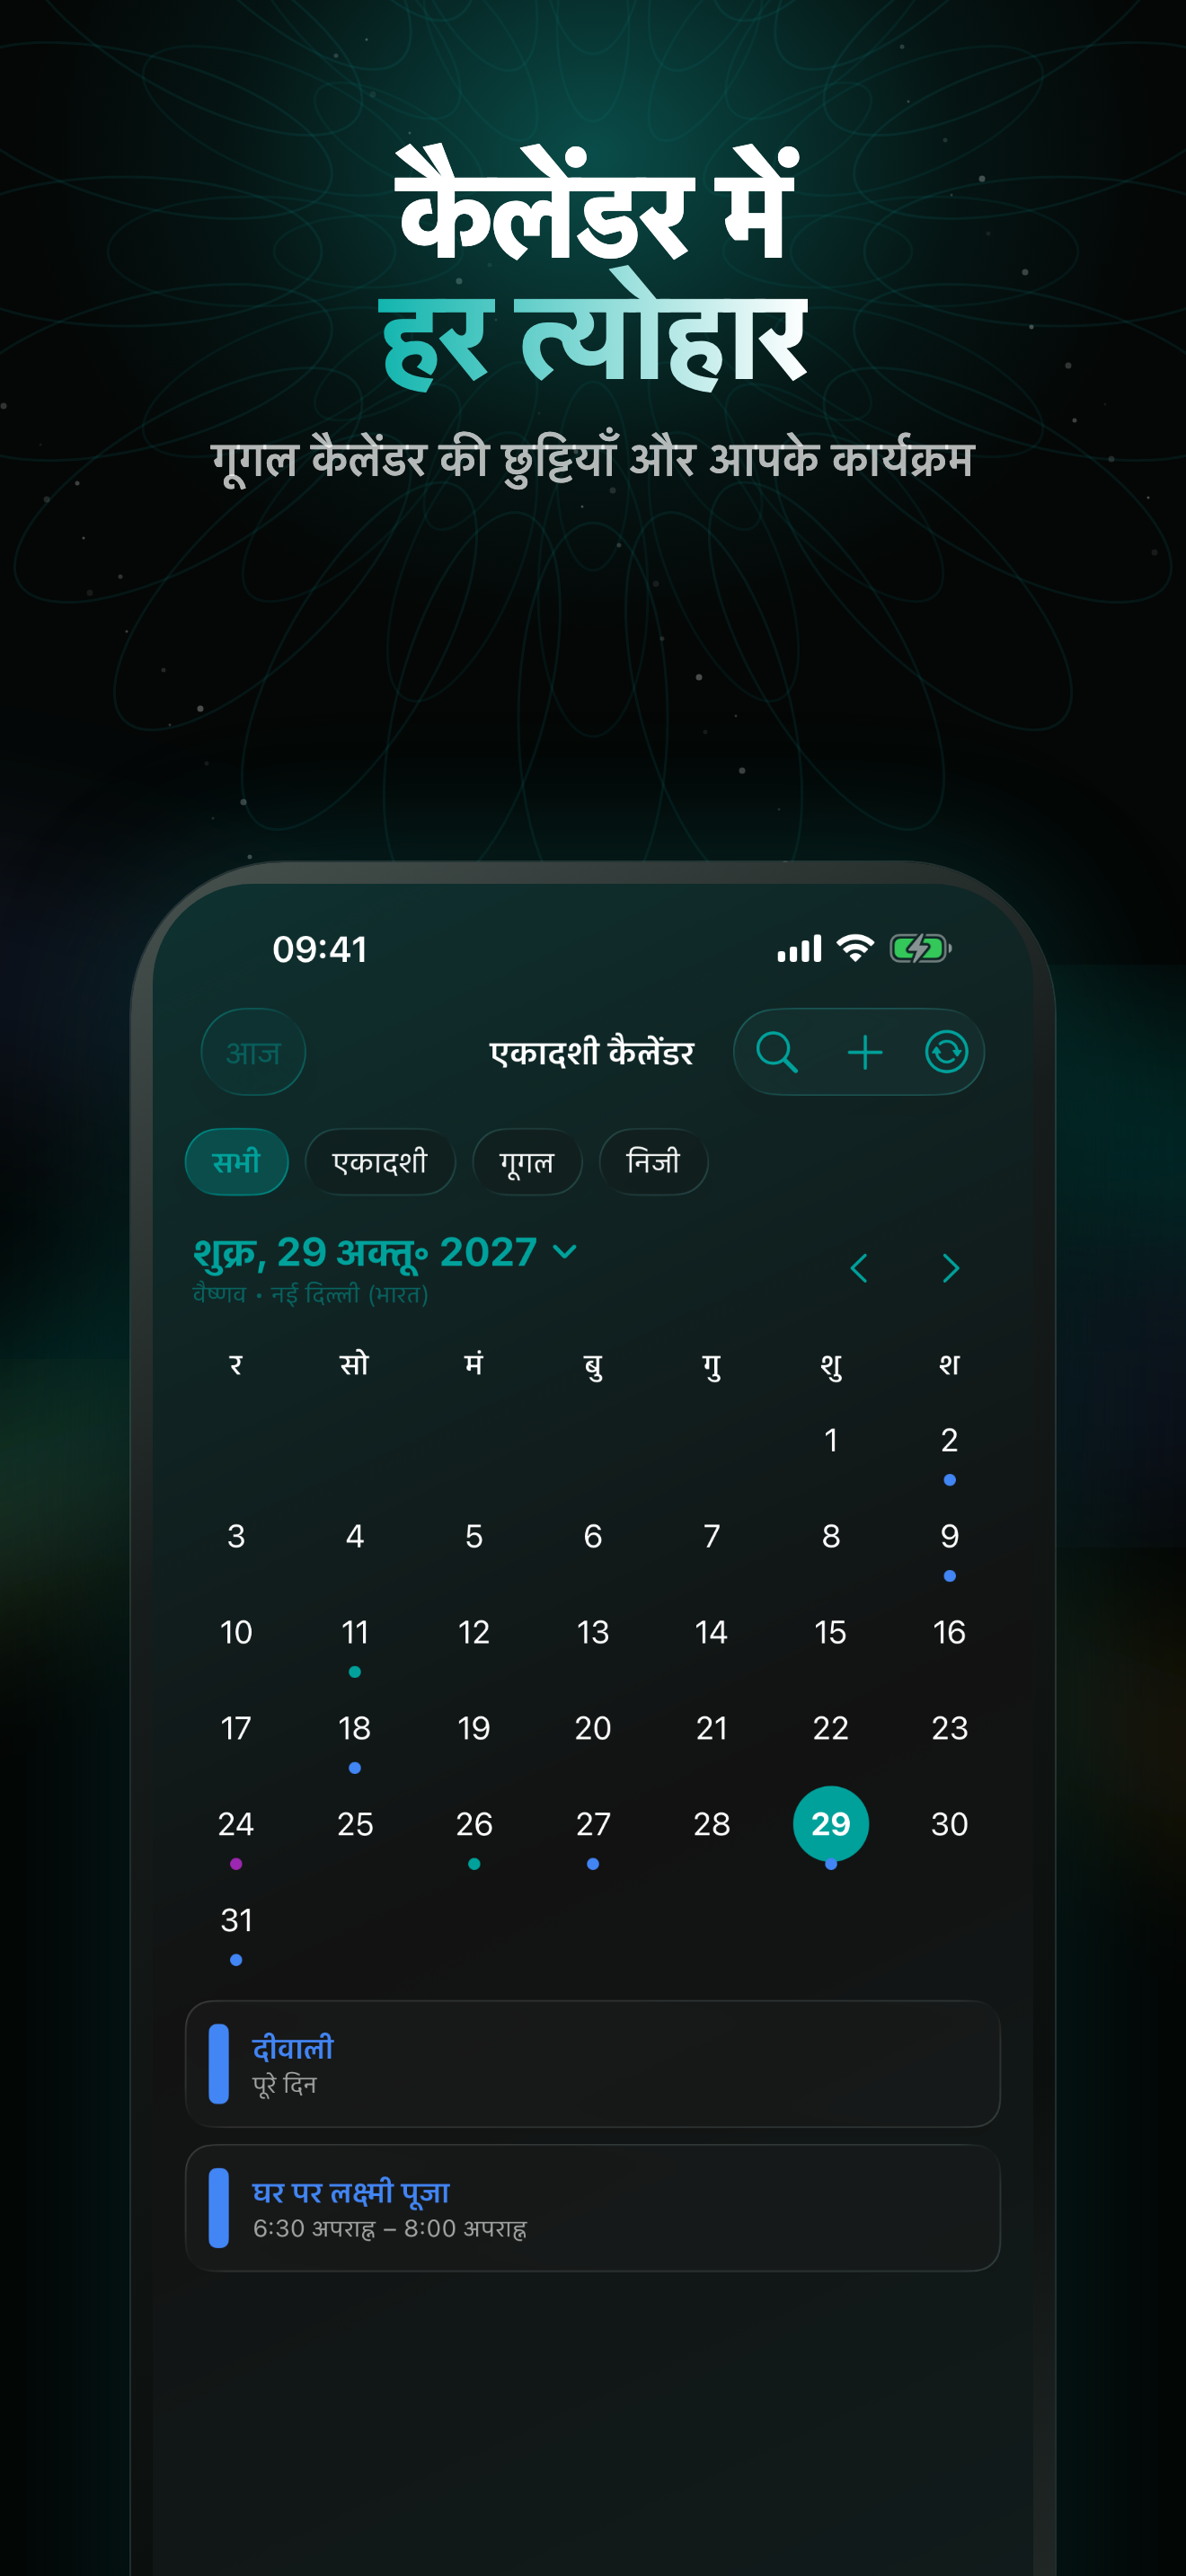 कैलेंडर में
हर त्योहार
गूगल कैलेंडर की छुट्टियाँ और आपके कार्यक्रम
09:41
आज
एकादशी कैलेंडर
सभी एकादशी गूगल निजी
शुक्र, 29 अक्तू॰ 2027
वैष्णव • नई दिल्ली (भारत)
र सो मं बु गु शु श
1 2
3 4 5 6 7 8 9
10 11 12 13 14 15 16
17 18 19 20 21 22 23
24 25 26 27 28 29 30
31
दीवाली
पूरे दिन
घर पर लक्ष्मी पूजा
6:30 अपराह्न – 8:00 अपराह्न